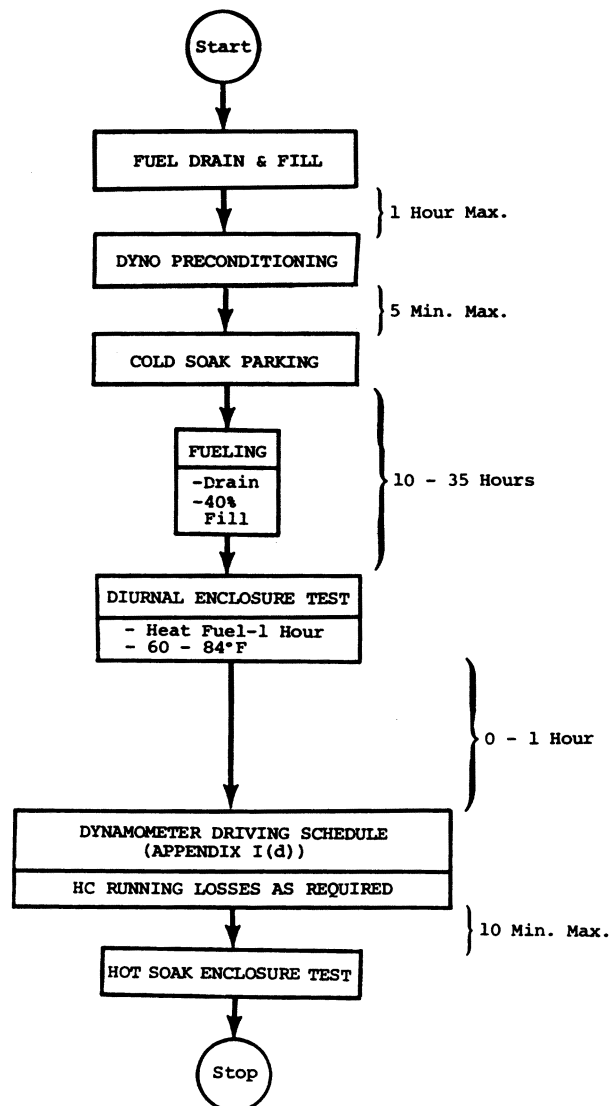 Start
FUEL DRAIN & FILL
1 Hour Max.
DYNO PRECONDITIONING
5 Min. Max.
COLD SOAK PARKING
FUELING
-Drain
-40%
Fill
10 - 35 Hours
DIURNAL ENCLOSURE TEST
- Heat Fuel-1 Hour
- 60 - 84°F
0 - 1 Hour
DYNAMOMETER DRIVING SCHEDULE
(APPENDIX I(d))
HC RUNNING LOSSES AS REQUIRED
10 Min. Max.
HOT SOAK ENCLOSURE TEST
Stop